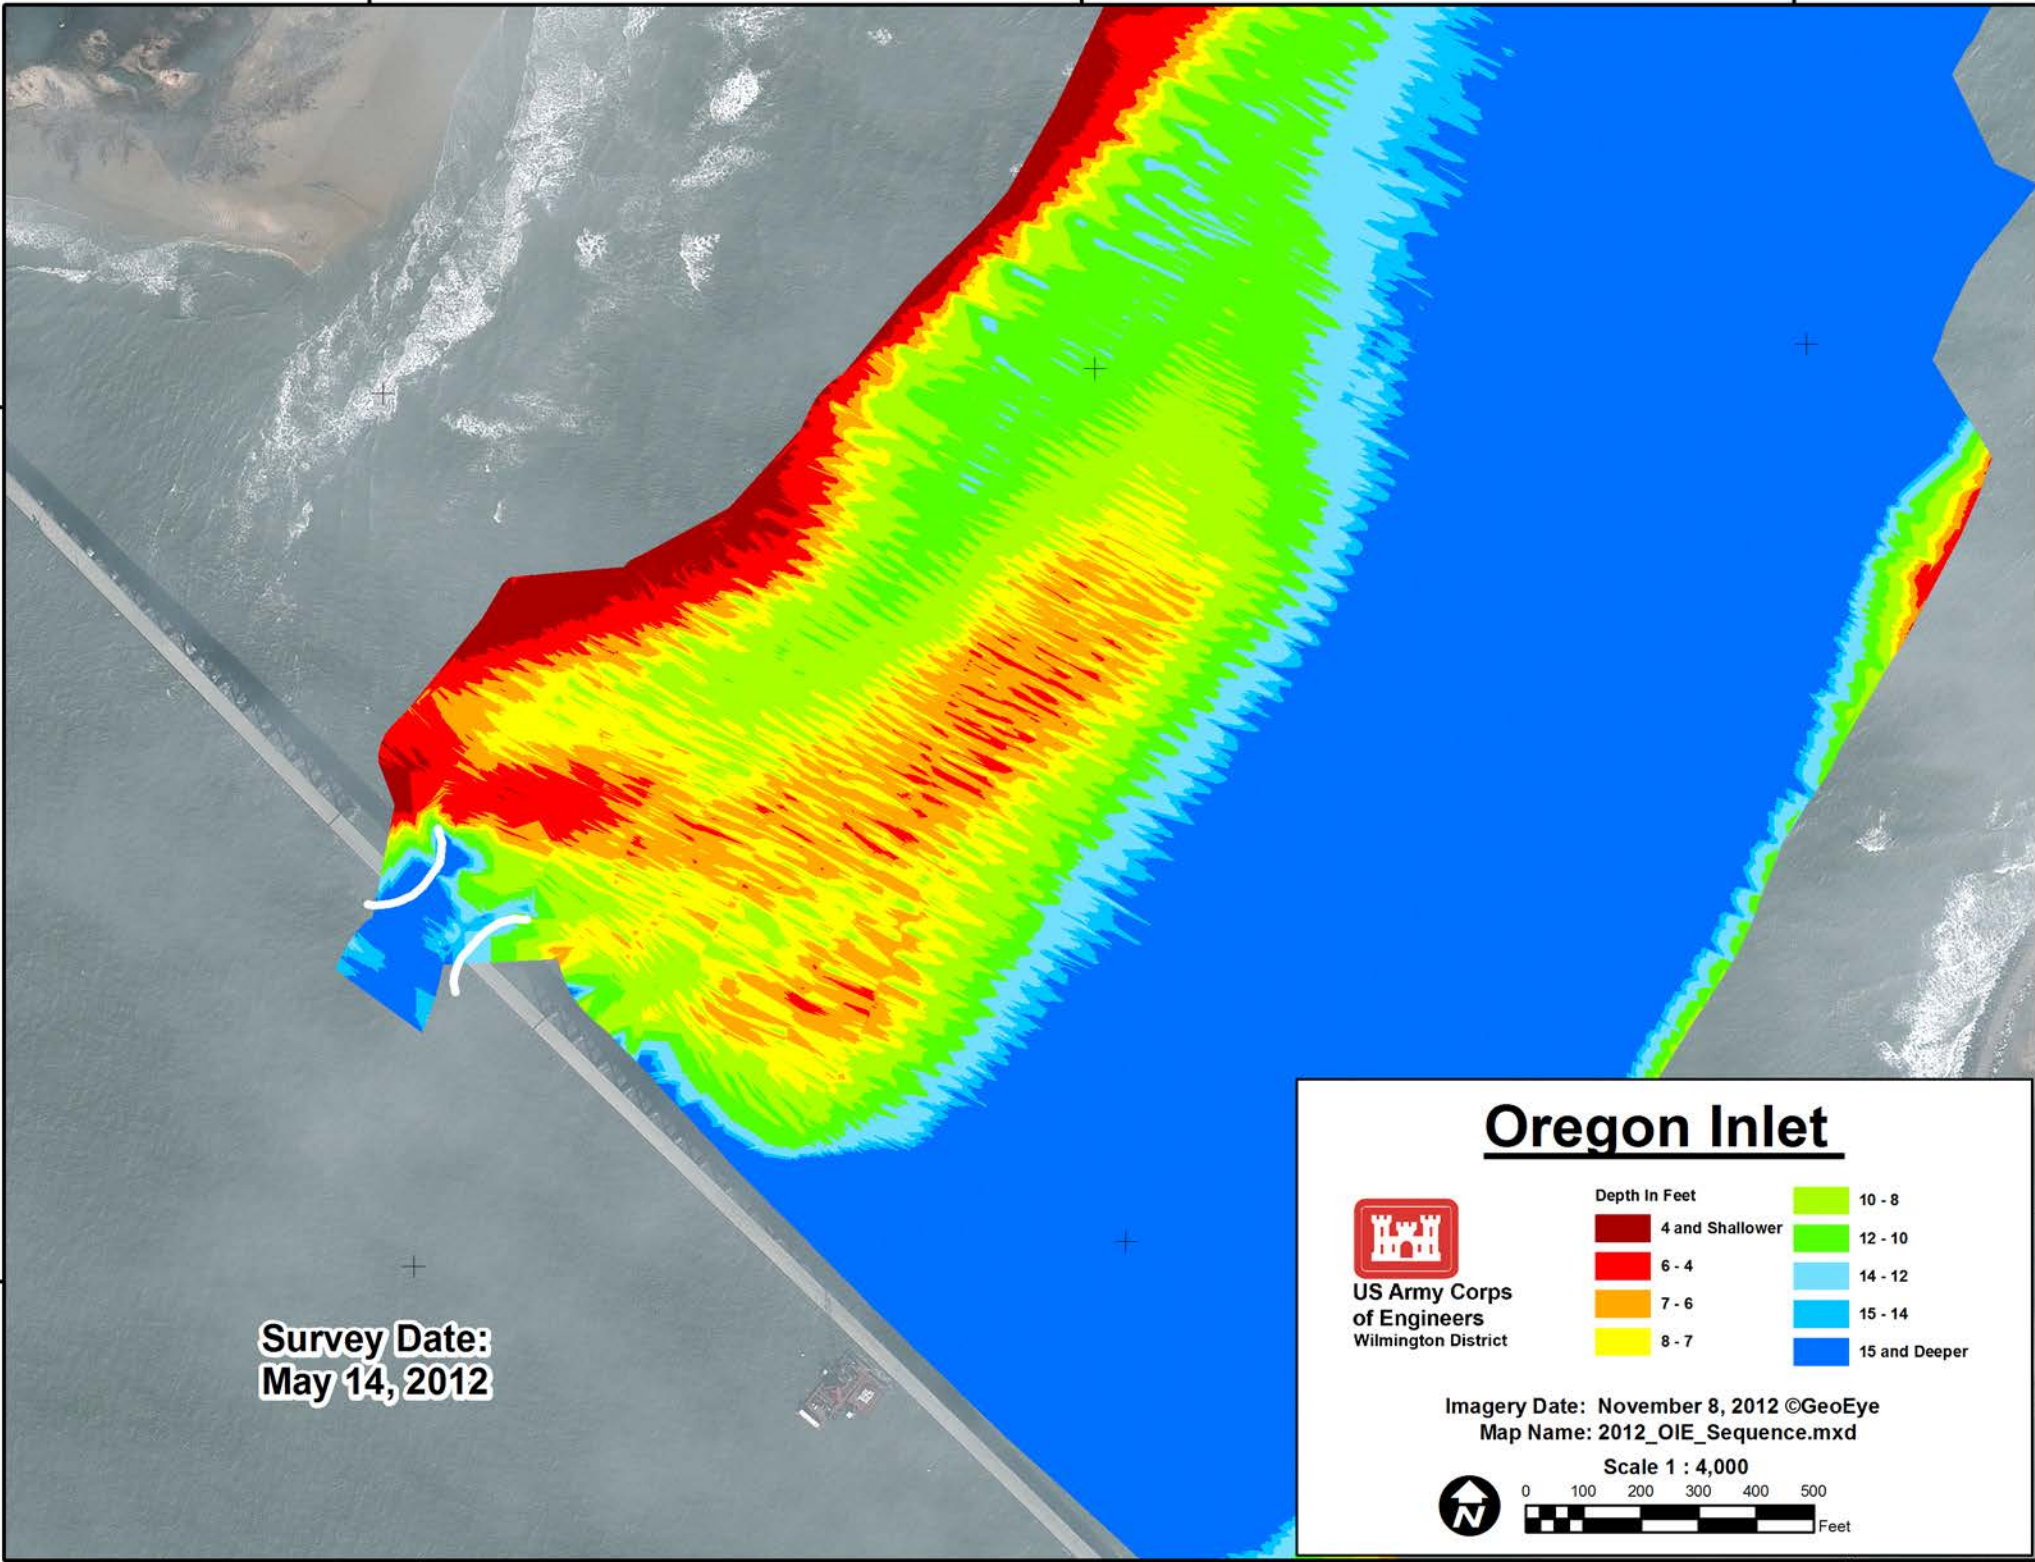 Survey Date:
May 14, 2012
Oregon Inlet
US Army Corps
of Engineers
Wilmington District
Depth In Feet
4 and Shallower
6 - 4
7 - 6
8 - 7
10 - 8
12 - 10
14 - 12
15 - 14
15 and Deeper
Imagery Date: November 8, 2012 ©GeoEye
Map Name: 2012_OIE_Sequence.mxd
Scale 1 : 4,000
N
0 100 200 300 400 500
Feet